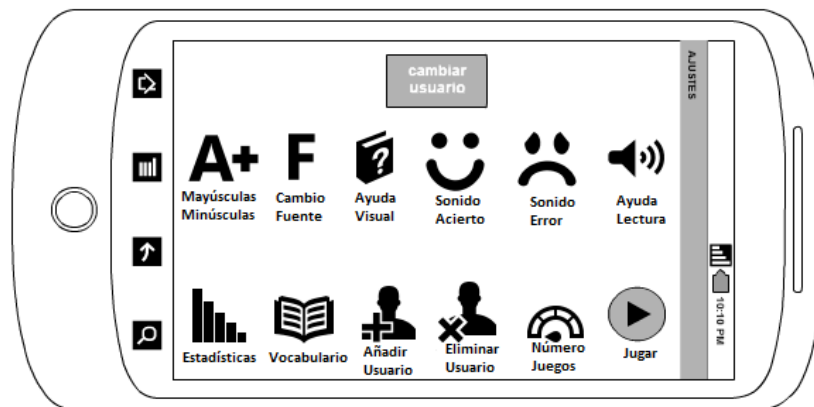 cambiar
usuario
AJUSTES
10:10 PM
A+
F
?
Mayúsculas
Minúsculas
Cambio
Fuente
Ayuda
Visual
Sonido
Acierto
Sonido
Error
Ayuda
Lectura
Estadísticas
Vocabulario
Añadir
Usuario
Eliminar
Usuario
Número
Juegos
Jugar